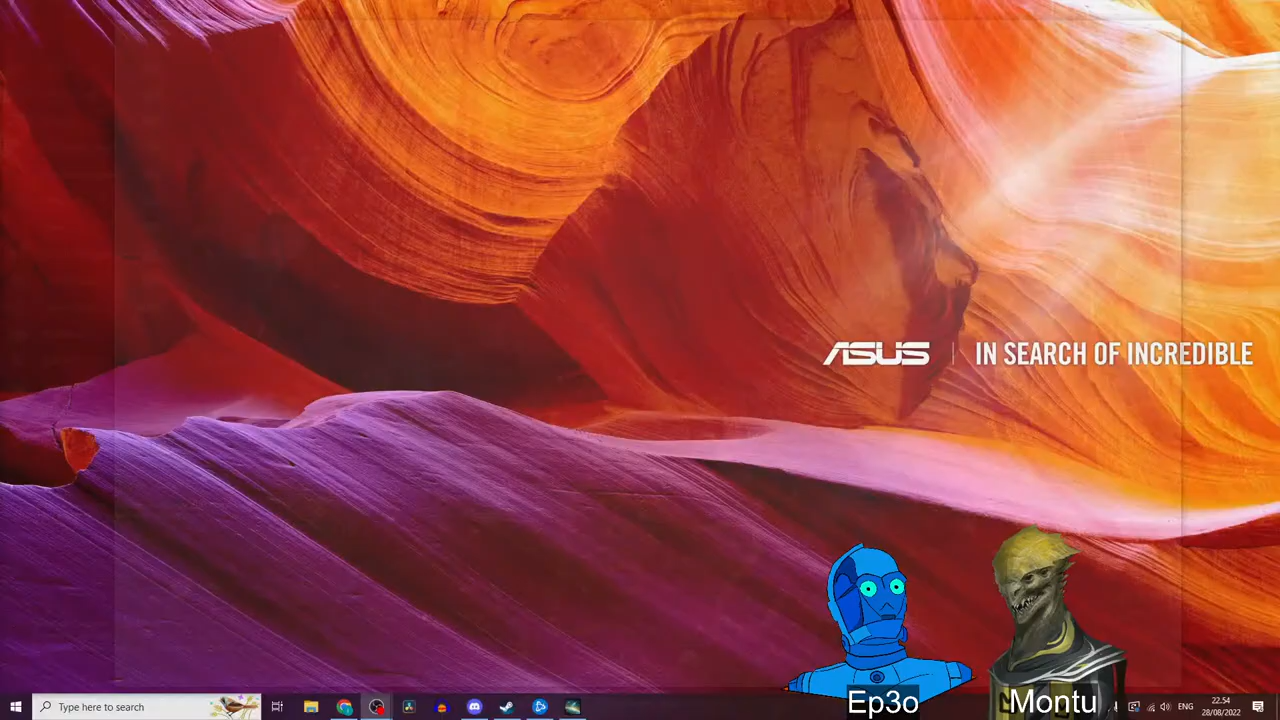 ASUS | IN SEARCH OF INCREDIBLE
Ep3o
Montu
Type here to search
ENG
22.54
28/08/2022